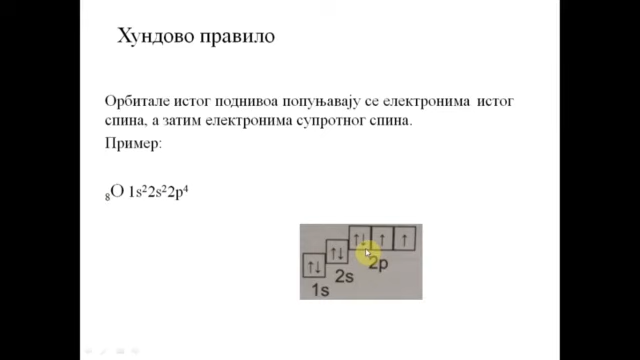 Хундово правило
Орбитале истог поднивоа попуњавају се електронима истог
спина, а затим електронима супротног спина.
Пример:
₈O 1s²2s²2p⁴
↑↓ ↑ ↑
↑↓
↑↓
2p
2s
1s